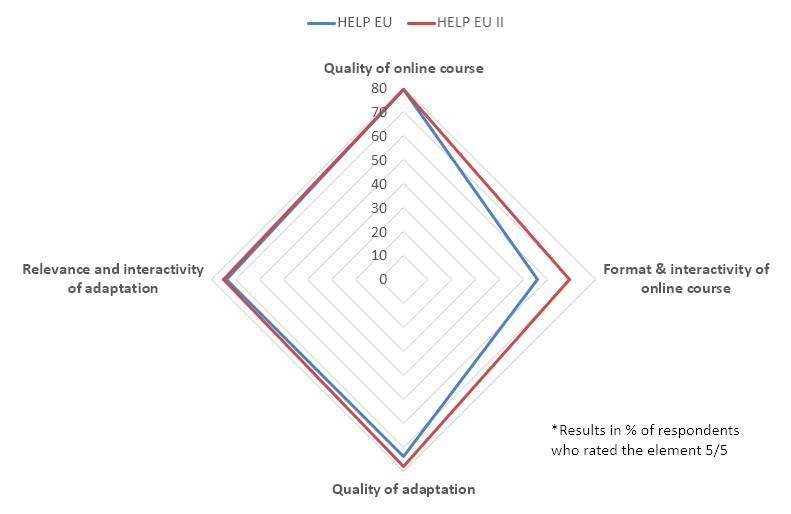 HELP EU
HELP EU II
Quality of online course
80
70
60
50
40
30
20
10
0
Relevance and interactivity
of adaptation
Format & interactivity of
online course
*Results in % of respondents
who rated the element 5/5
Quality of adaptation